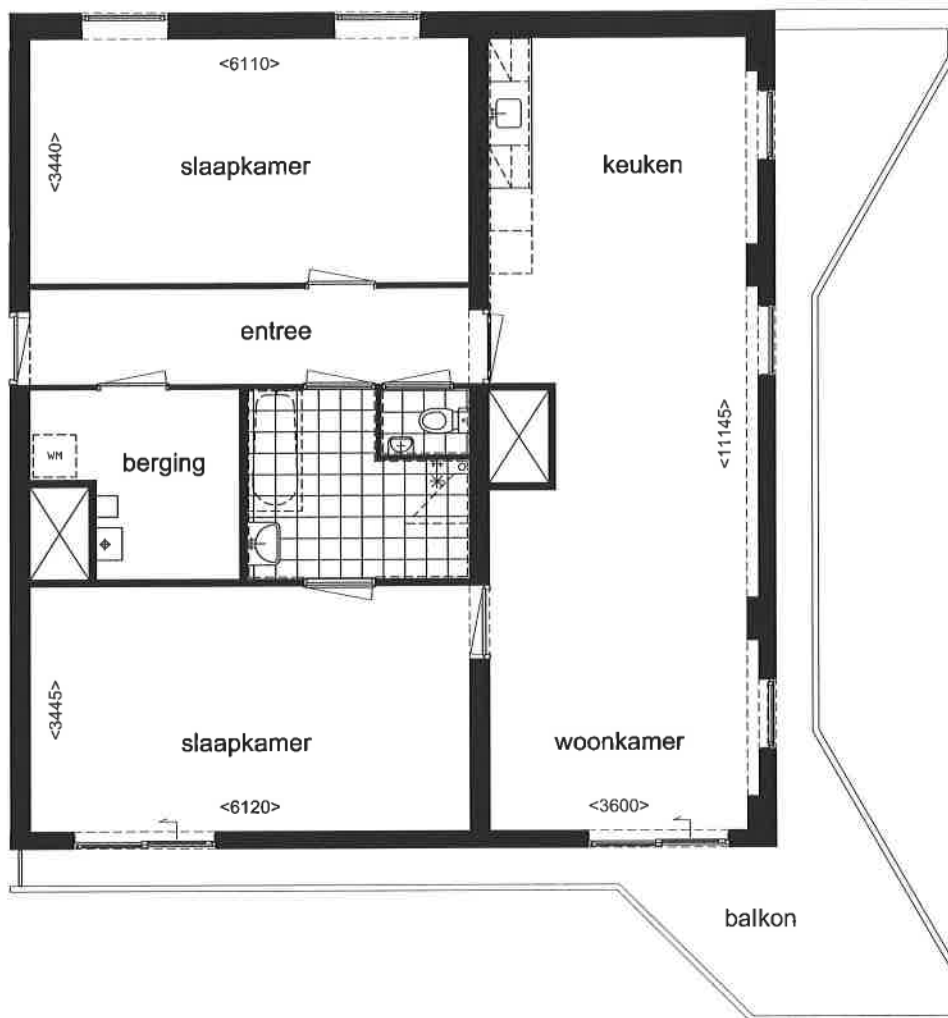 <6110>
<3440>
slaapkamer
keuken
entree
<11145>
WM
berging
<3445>
slaapkamer
woonkamer
<6120>
<3600>
balkon